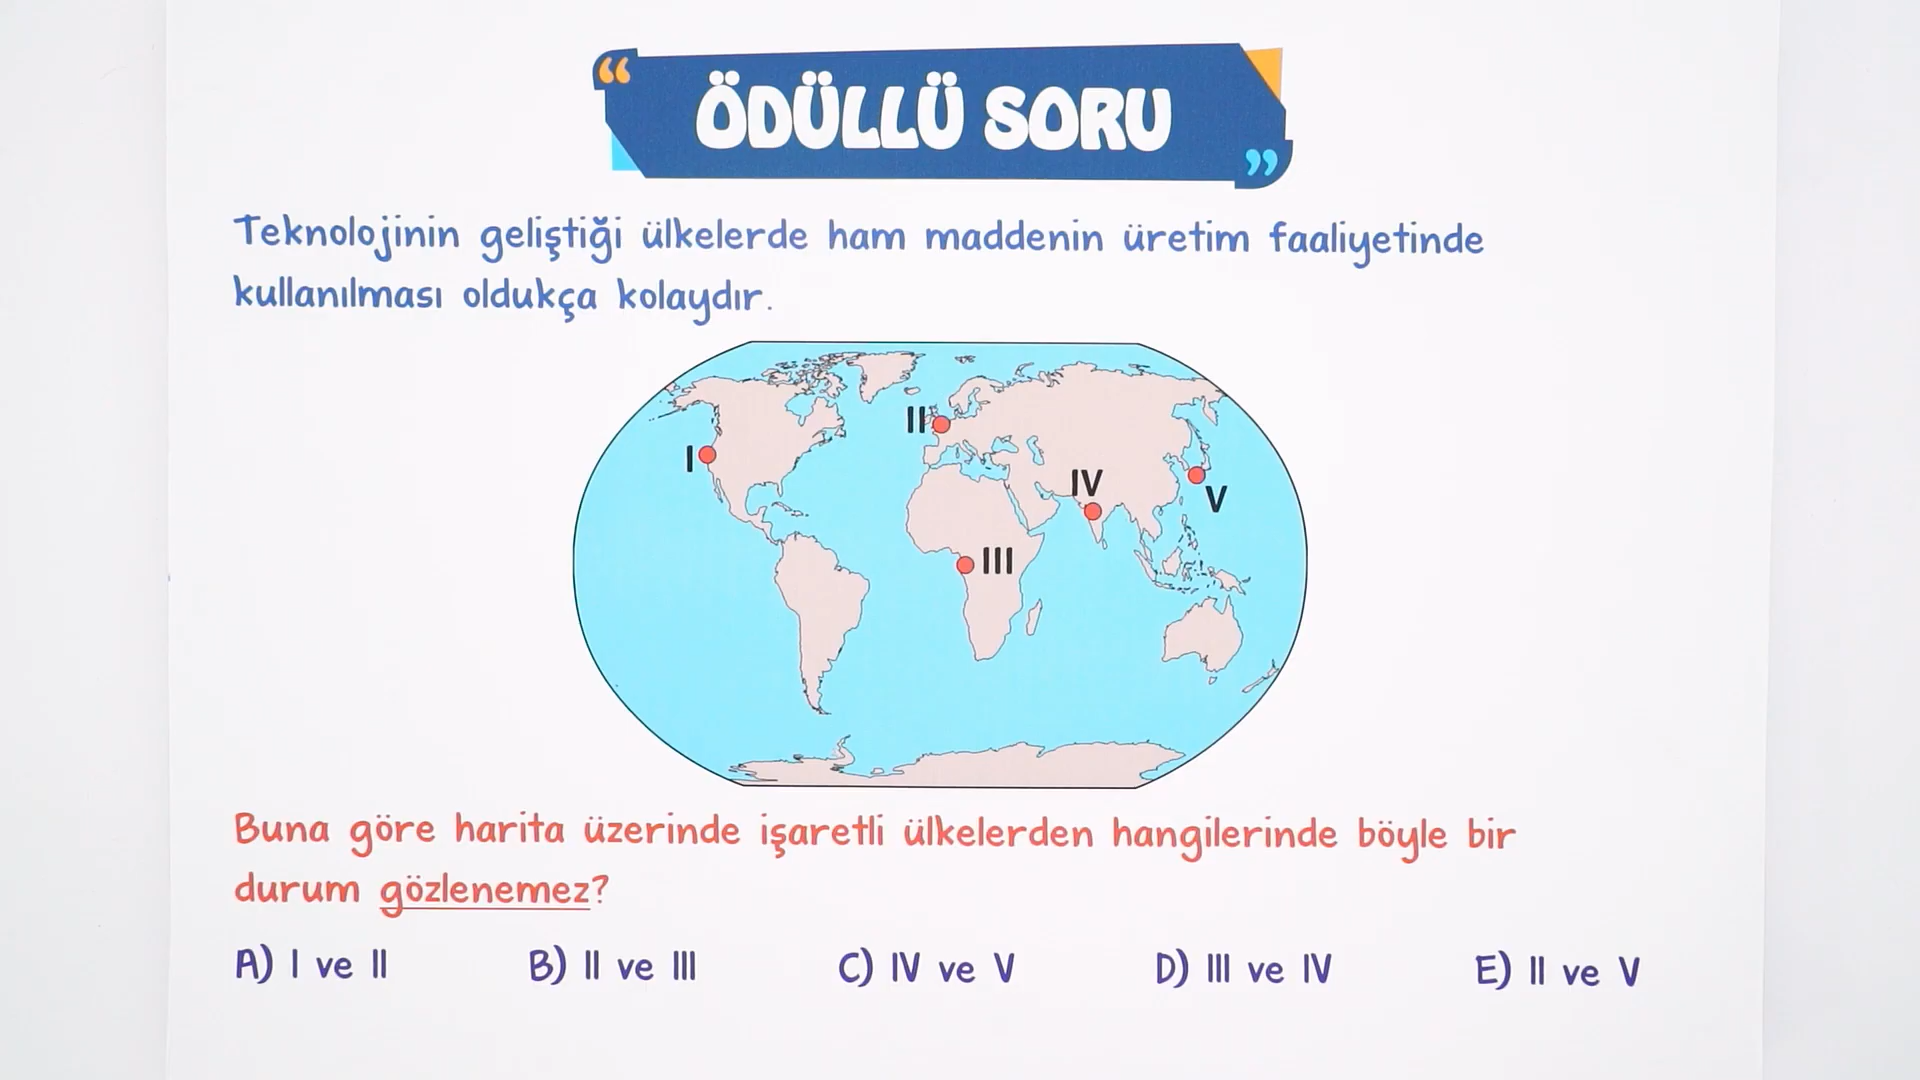 “ ÖDÜLLÜ SORU ”
Teknolojinin geliştiği ülkelerde ham maddenin üretim faaliyetinde
kullanılması oldukça kolaydır.
II
I
IV
V
III
Buna göre harita üzerinde işaretli ülkelerden hangilerinde böyle bir
durum gözlenemez?
A) I ve II B) II ve III C) IV ve V D) III ve IV E) II ve V